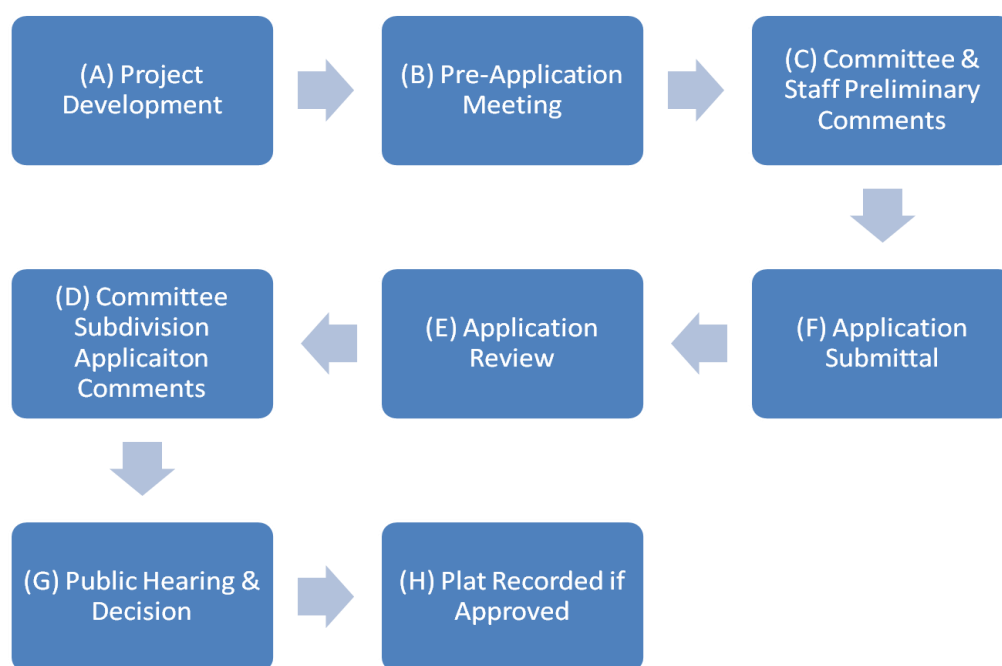 (A) Project
Development
(B) Pre-Application
Meeting
(C) Committee &
Staff Preliminary
Comments
(D) Committee
Subdivision
Applicaiton
Comments
(E) Application
Review
(F) Application
Submittal
(G) Public Hearing &
Decision
(H) Plat Recorded if
Approved